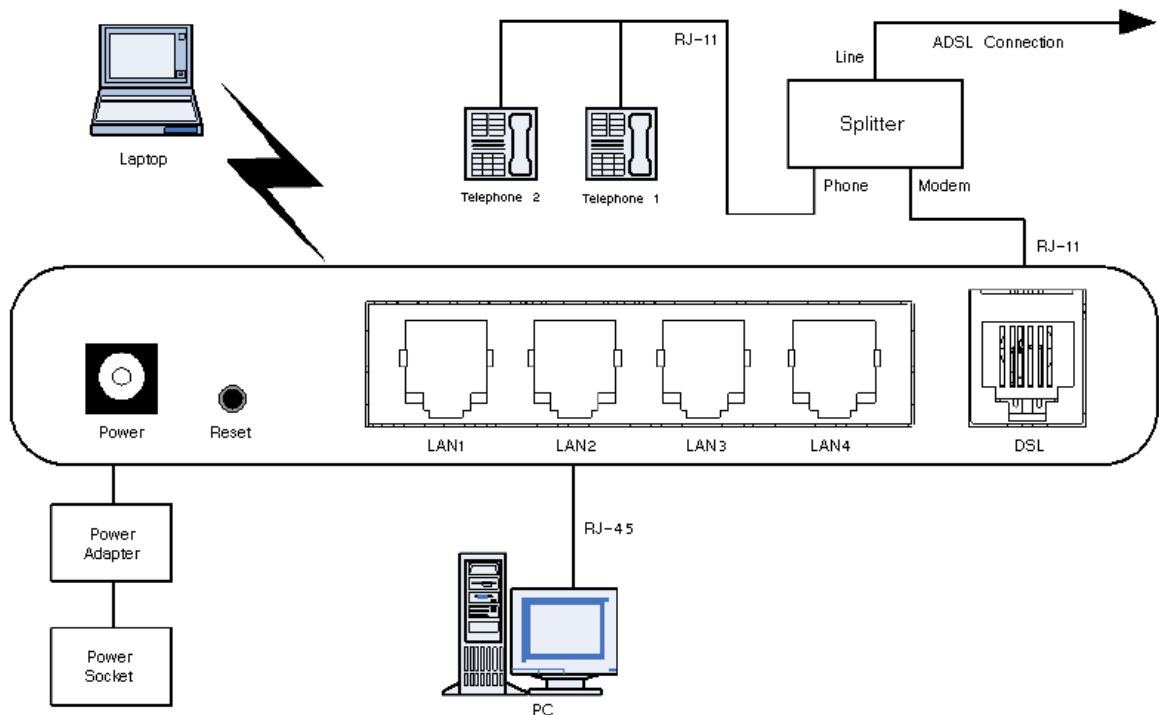 RJ-11
ADSL Connection
Line
Splitter
Laptop
Phone
Modem
Telephone 2
Telephone 1
RJ-11
Power
Reset
LAN1
LAN2
LAN3
LAN4
DSL
Power
Adapter
RJ-45
Power
Socket
PC